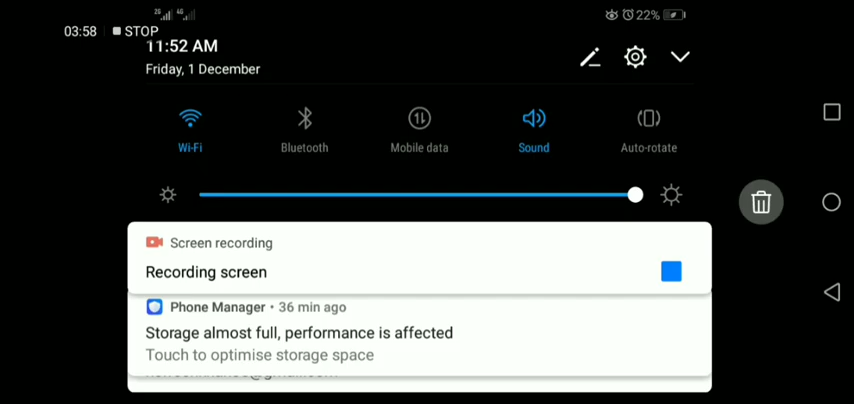 2G 4G 22%
03:58 STOP
11:52 AM
Friday, 1 December
Wi-Fi Bluetooth Mobile data Sound Auto-rotate
Screen recording
Recording screen
Phone Manager • 36 min ago
Storage almost full, performance is affected
Touch to optimise storage space